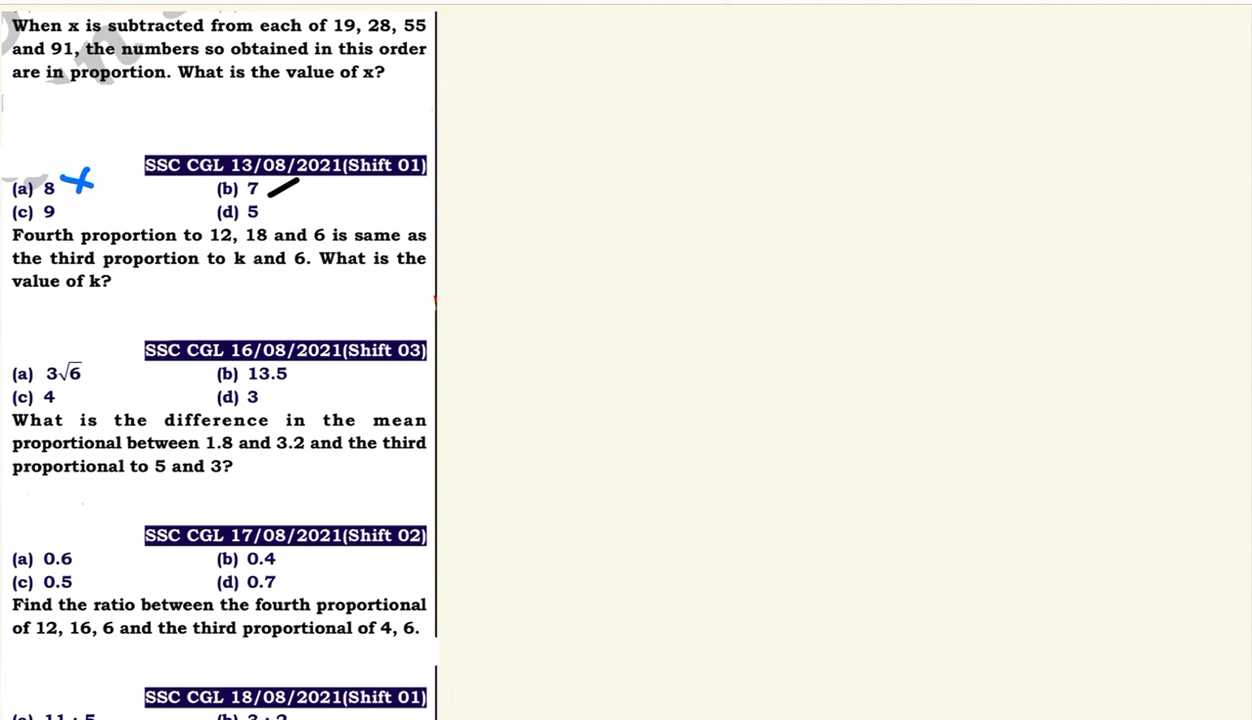 When x is subtracted from each of 19, 28, 55
and 91, the numbers so obtained in this order
are in proportion. What is the value of x?
SSC CGL 13/08/2021(Shift 01)
(a) 8 (b) 7
(c) 9 (d) 5
Fourth proportion to 12, 18 and 6 is same as
the third proportion to k and 6. What is the
value of k?
SSC CGL 16/08/2021(Shift 03)
(a) 3√6 (b) 13.5
(c) 4 (d) 3
What is the difference in the mean
proportional between 1.8 and 3.2 and the third
proportional to 5 and 3?
SSC CGL 17/08/2021(Shift 02)
(a) 0.6 (b) 0.4
(c) 0.5 (d) 0.7
Find the ratio between the fourth proportional
of 12, 16, 6 and the third proportional of 4, 6.
SSC CGL 18/08/2021(Shift 01)
(a) 11 : 5 (b) 3 : 2